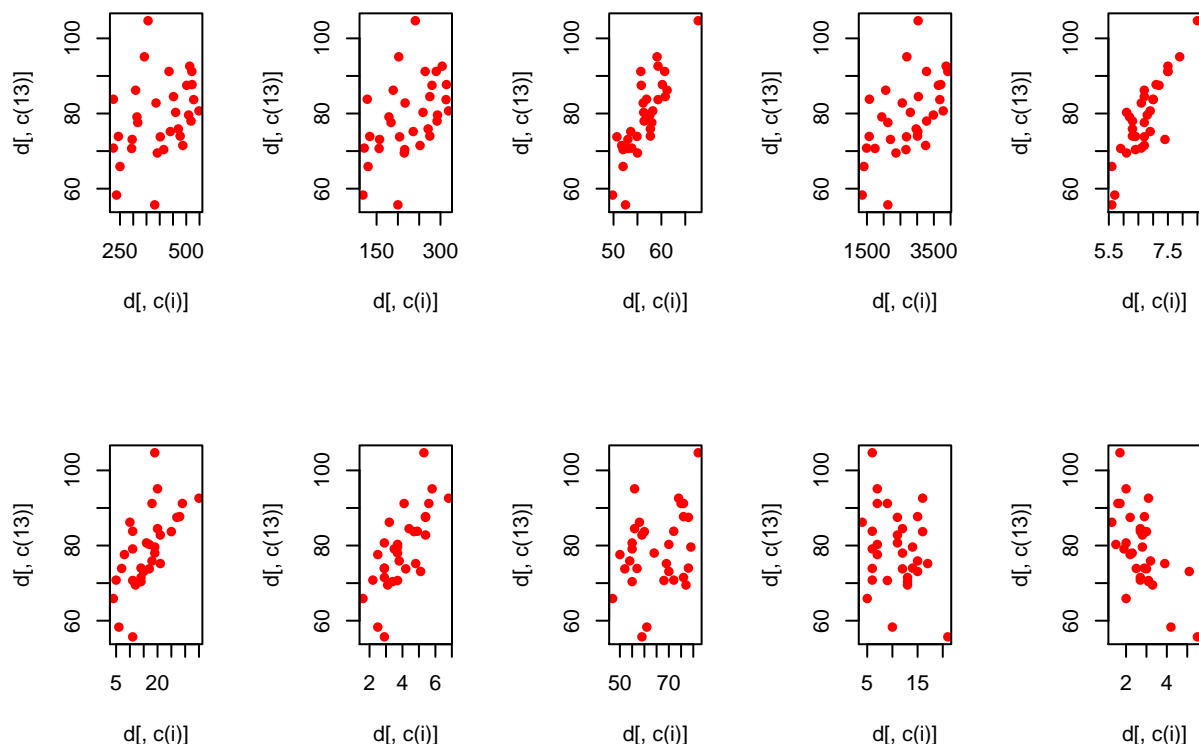 100 100 100 100 100
80 80 80 80 80
60 60 60 60 60
d[, c(13)] d[, c(13)] d[, c(13)] d[, c(13)] d[, c(13)]
250 500 150 300 50 60 1500 3500 5.5 7.5
d[, c(i)] d[, c(i)] d[, c(i)] d[, c(i)] d[, c(i)]
100 100 100 100 100
80 80 80 80 80
60 60 60 60 60
d[, c(13)] d[, c(13)] d[, c(13)] d[, c(13)] d[, c(13)]
5 20 2 4 6 50 70 5 15 2 4
d[, c(i)] d[, c(i)] d[, c(i)] d[, c(i)] d[, c(i)]